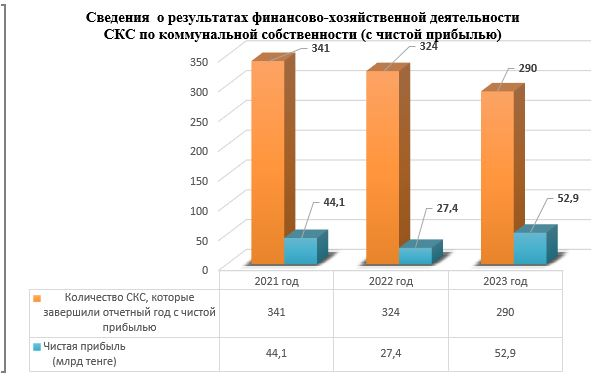 Сведения о результатах финансово-хозяйственной деятельности
СКС по коммунальной собственности (с чистой прибылью)
341
324
290
44,1
27,4
52,9
350
300
250
200
150
100
50
0
2021 год 2022 год 2023 год
Количество СКС, которые
завершили отчетный год с чистой
прибылью
341 324 290
Чистая прибыль
(млрд тенге)
44,1 27,4 52,9